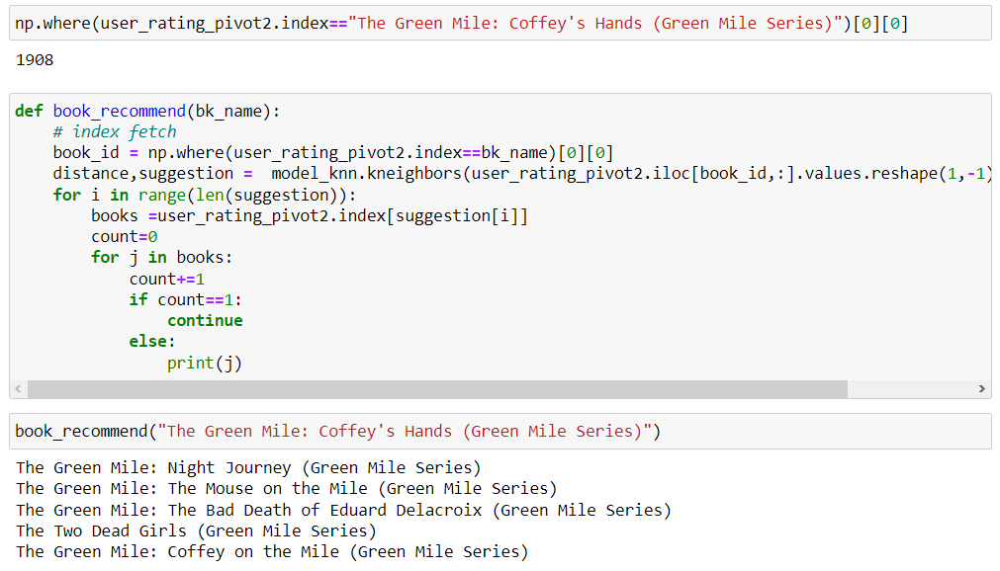 np.where(user_rating_pivot2.index=="The Green Mile: Coffey's Hands (Green Mile Series)")[0][0]
1908
def book_recommend(bk_name):
    # index fetch
    book_id = np.where(user_rating_pivot2.index==bk_name)[0][0]
    distance,suggestion =  model_knn.kneighbors(user_rating_pivot2.iloc[book_id,:].values.reshape(1,-1)
    for i in range(len(suggestion)):
        books =user_rating_pivot2.index[suggestion[i]]
        count=0
        for j in books:
            count+=1
            if count==1:
                continue
            else:
                print(j)
book_recommend("The Green Mile: Coffey's Hands (Green Mile Series)")
The Green Mile: Night Journey (Green Mile Series)
The Green Mile: The Mouse on the Mile (Green Mile Series)
The Green Mile: The Bad Death of Eduard Delacroix (Green Mile Series)
The Two Dead Girls (Green Mile Series)
The Green Mile: Coffey on the Mile (Green Mile Series)